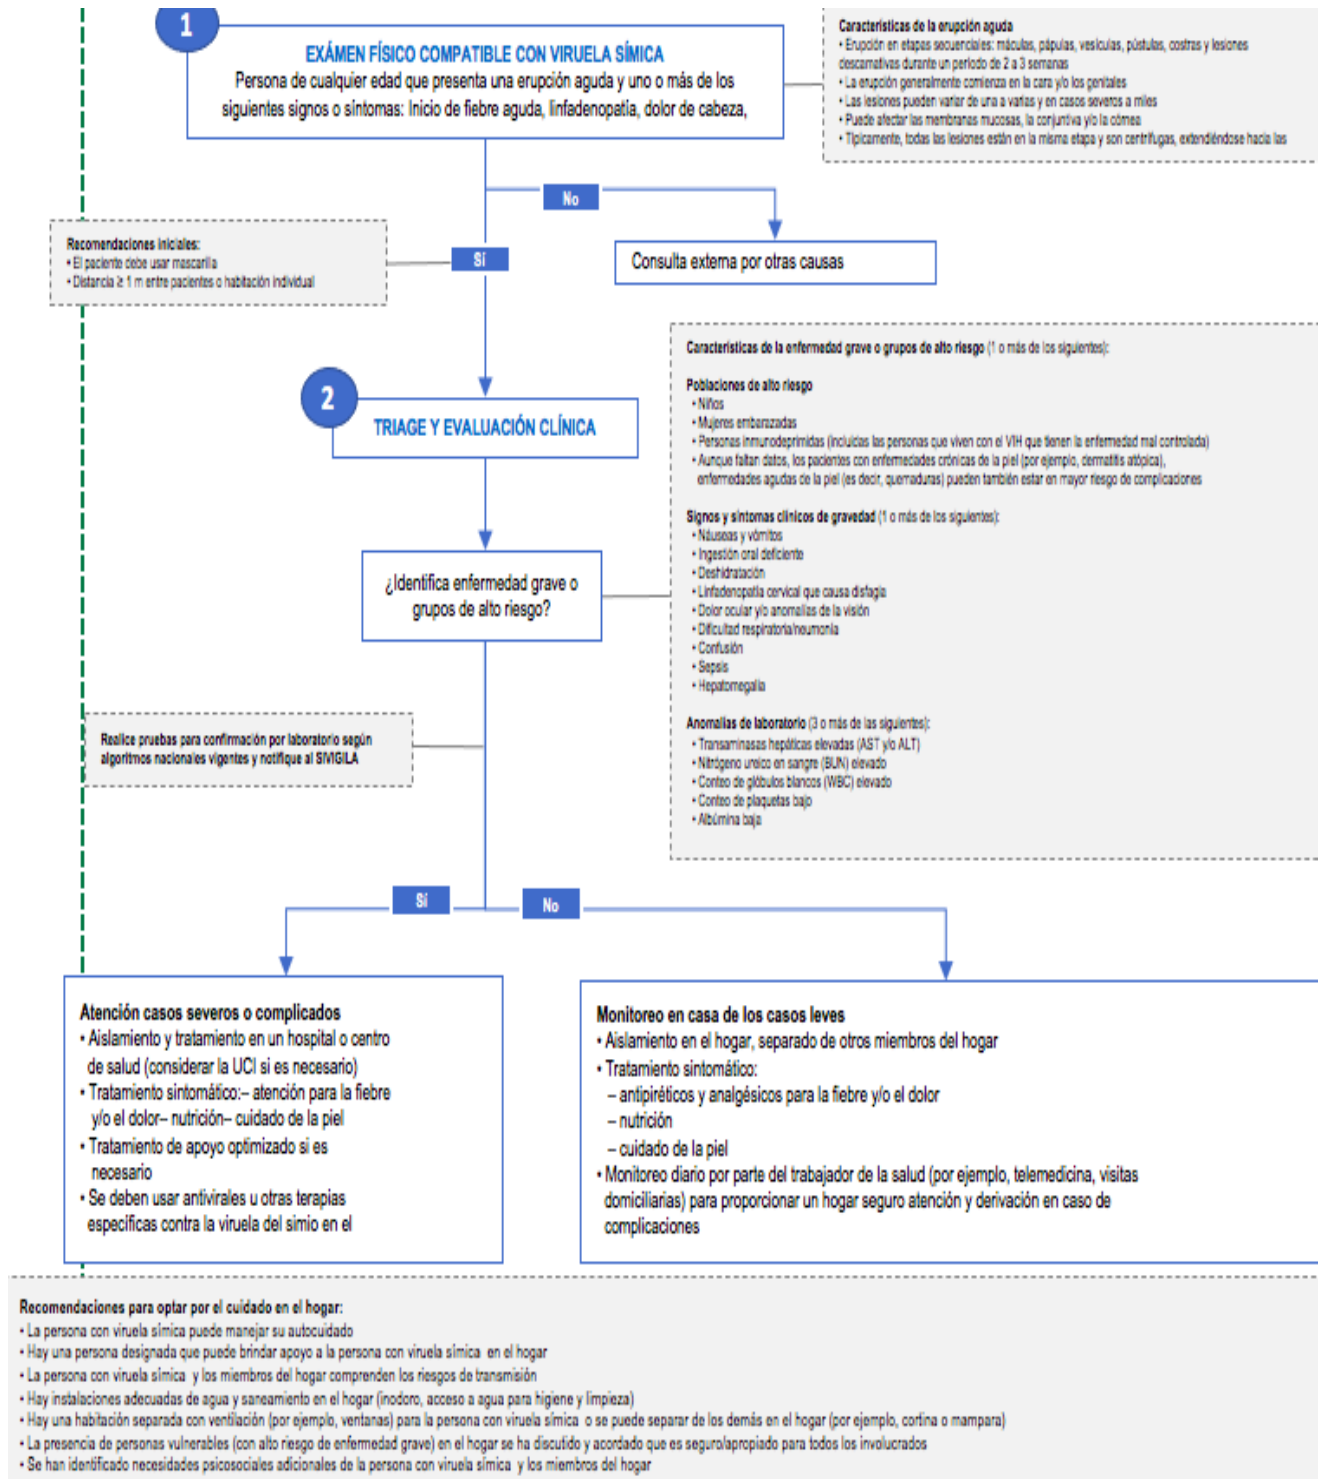 1
EXÁMEN FÍSICO COMPATIBLE CON VIRUELA SÍMICA
Persona de cualquier edad que presenta una erupción aguda y uno o más de los
siguientes signos o síntomas: Inicio de fiebre aguda, linfadenopatía, dolor de cabeza,
Características de la erupción aguda
• Erupción en etapas secuenciales: máculas, pápulas, vesículas, pústulas, costras y lesiones
descamativas durante un período de 2 a 3 semanas
• La erupción generalmente comienza en la cara y/o los genitales
• Las lesiones pueden variar de una a varias y en casos severos a miles
• Puede afectar las membranas mucosas, la conjuntiva y/o la córnea
• Típicamente, todas las lesiones están en la misma etapa y son centrífugas, extendiéndose hacia las
No
Consulta externa por otras causas
Recomendaciones iniciales:
• El paciente debe usar mascarilla
• Distancia ≥ 1 m entre pacientes o habitación individual
Sí
2
TRIAGE Y EVALUACIÓN CLÍNICA
¿Identifica enfermedad grave o
grupos de alto riesgo?
Características de la enfermedad grave o grupos de alto riesgo (1 o más de los siguientes):
Poblaciones de alto riesgo
• Niños
• Mujeres embarazadas
• Personas inmunodeprimidas (incluidas las personas que viven con el VIH que tienen la enfermedad mal controlada)
• Aunque faltan datos, los pacientes con enfermedades crónicas de la piel (por ejemplo, dermatitis atópica),
enfermedades agudas de la piel (es decir, quemaduras) pueden también estar en mayor riesgo de complicaciones
Signos y síntomas clínicos de gravedad (1 o más de los siguientes):
• Náuseas y vómitos
• Ingestión oral deficiente
• Deshidratación
• Linfadenopatía cervical que causa disfagia
• Dolor ocular y/o anomalías de la visión
• Dificultad respiratoria/neumonía
• Confusión
• Sepsis
• Hepatomegalia
Anomalías de laboratorio (3 o más de las siguientes):
• Transaminasas hepáticas elevadas (AST y/o ALT)
• Nitrógeno ureico en sangre (BUN) elevado
• Conteo de glóbulos blancos (WBC) elevado
• Conteo de plaquetas bajo
• Albúmina baja
Realice pruebas para confirmación por laboratorio según
algoritmos nacionales vigentes y notifique al SIVIGILA
Sí
No
Atención casos severos o complicados
• Aislamiento y tratamiento en un hospital o centro
de salud (considerar la UCI si es necesario)
• Tratamiento sintomático:– atención para la fiebre
y/o el dolor– nutrición– cuidado de la piel
• Tratamiento de apoyo optimizado si es
necesario
• Se deben usar antivirales u otras terapias
específicas contra la viruela del simio en el
Monitoreo en casa de los casos leves
• Aislamiento en el hogar, separado de otros miembros del hogar
• Tratamiento sintomático:
– antipiréticos y analgésicos para la fiebre y/o el dolor
– nutrición
– cuidado de la piel
• Monitoreo diario por parte del trabajador de la salud (por ejemplo, telemedicina, visitas
domiciliarias) para proporcionar un hogar seguro atención y derivación en caso de
complicaciones
Recomendaciones para optar por el cuidado en el hogar:
• La persona con viruela símica puede manejar su autocuidado
• Hay una persona designada que puede brindar apoyo a la persona con viruela símica en el hogar
• La persona con viruela símica y los miembros del hogar comprenden los riesgos de transmisión
• Hay instalaciones adecuadas de agua y saneamiento en el hogar (inodoro, acceso a agua para higiene y limpieza)
• Hay una habitación separada con ventilación (por ejemplo, ventanas) para la persona con viruela símica o se puede separar de los demás en el hogar (por ejemplo, cortina o mampara)
• La presencia de personas vulnerables (con alto riesgo de enfermedad grave) en el hogar se ha discutido y acordado que es seguro/apropiado para todos los involucrados
• Se han identificado necesidades psicosociales adicionales de la persona con viruela símica y los miembros del hogar